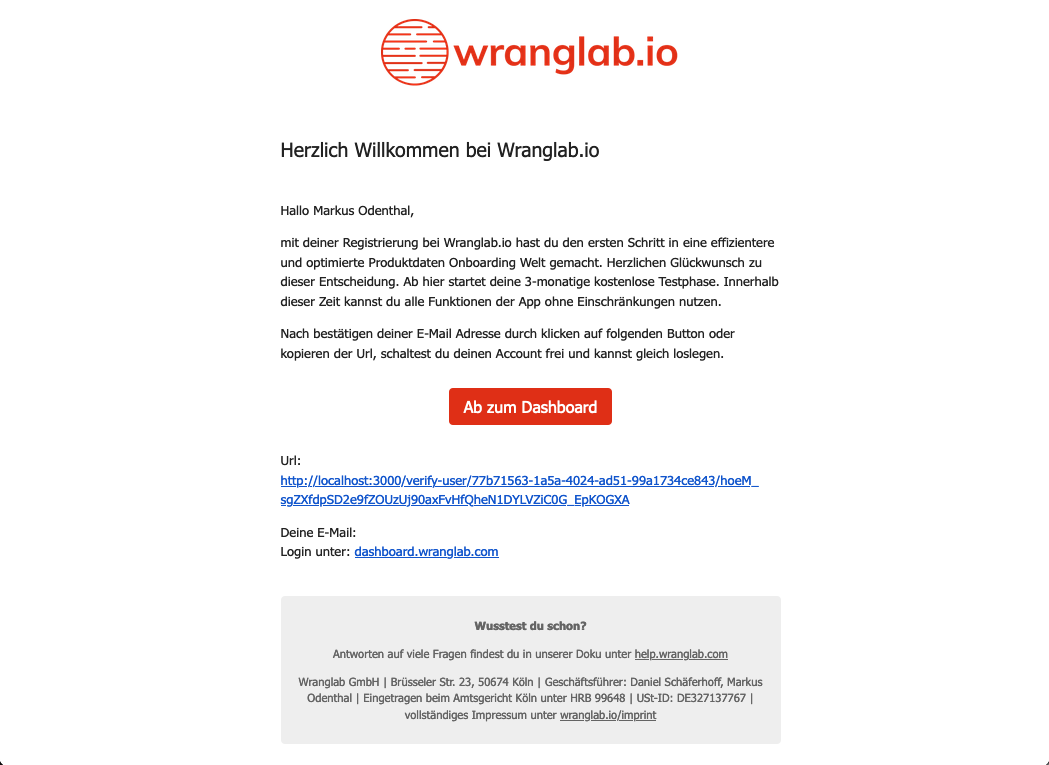 wranglab.io
Herzlich Willkommen bei Wranglab.io
Hallo Markus Odenthal,
mit deiner Registrierung bei Wranglab.io hast du den ersten Schritt in eine effizientere
und optimierte Produktdaten Onboarding Welt gemacht. Herzlichen Glückwunsch zu
dieser Entscheidung. Ab hier startet deine 3-monatige kostenlose Testphase. Innerhalb
dieser Zeit kannst du alle Funktionen der App ohne Einschränkungen nutzen.
Nach bestätigen deiner E-Mail Adresse durch klicken auf folgenden Button oder
kopieren der Url, schaltest du deinen Account frei und kannst gleich loslegen.
Ab zum Dashboard
Url:
http://localhost:3000/verify-user/77b71563-1a5a-4024-ad51-99a1734ce843/hoeM_
sgZXfdpSD2e9fZOUzUj90axFvHfQheN1DYLVZiC0G_EpKOGXA
Deine E-Mail:
Login unter: dashboard.wranglab.com
Wusstest du schon?
Antworten auf viele Fragen findest du in unserer Doku unter help.wranglab.com
Wranglab GmbH | Brüsseler Str. 23, 50674 Köln | Geschäftsführer: Daniel Schäferhoff, Markus
Odenthal | Eingetragen beim Amtsgericht Köln unter HRB 99648 | USt-ID: DE327137767 |
vollständiges Impressum unter wranglab.io/imprint